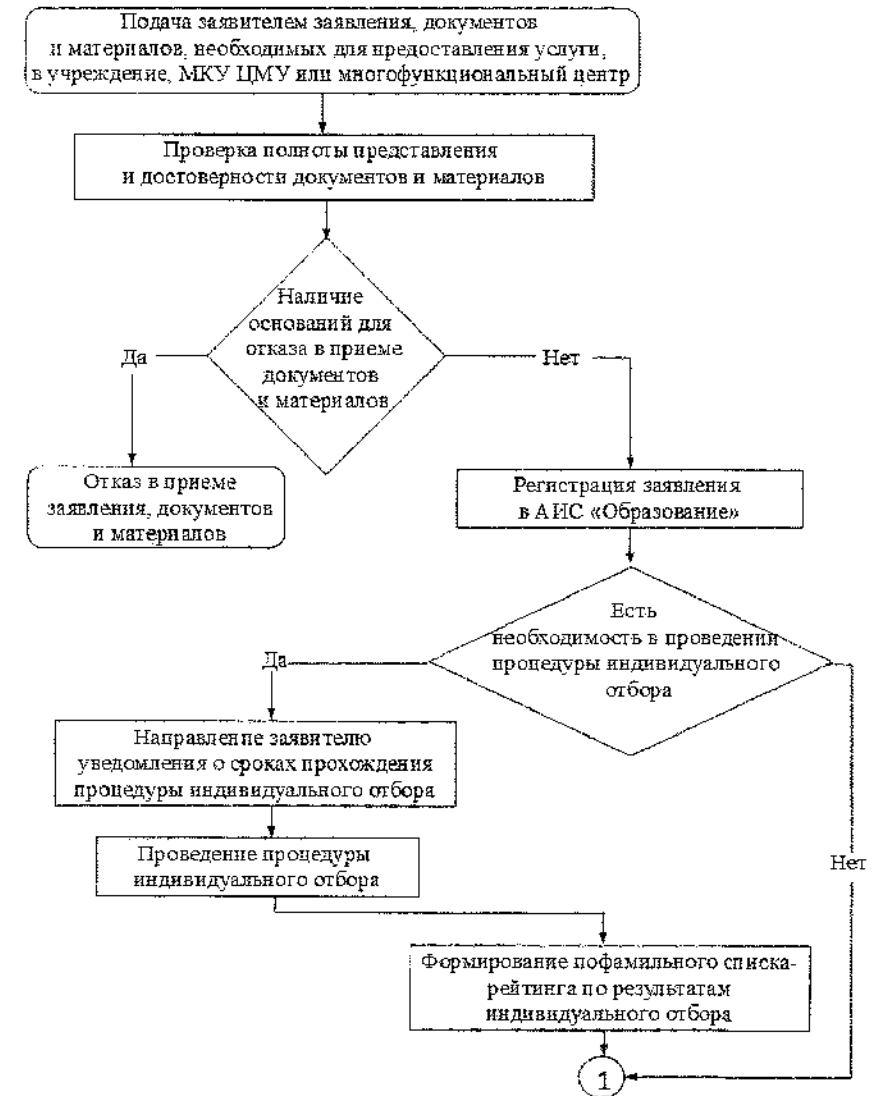 Подача заявителем заявления, документов
и материалов, необходимых для предоставления услуги,
в учреждение, МКУ ЦМУ или многофункциональный центр
Проверка полноты представления
и достоверности документов и материалов
Наличие
оснований для
отказа в приеме
документов
и материалов
Да
Нет
Отказ в приеме
заявления, документов
и материалов
Регистрация заявления
в АИС «Образование»
Есть
необходимость в проведении
процедуры индивидуального
отбора
Да
Направление заявителю
уведомления о сроках прохождения
процедуры индивидуального отбора
Проведение процедуры
индивидуального отбора
Нет
Формирование пофамильного списка-
рейтинга по результатам
индивидуального отбора
1